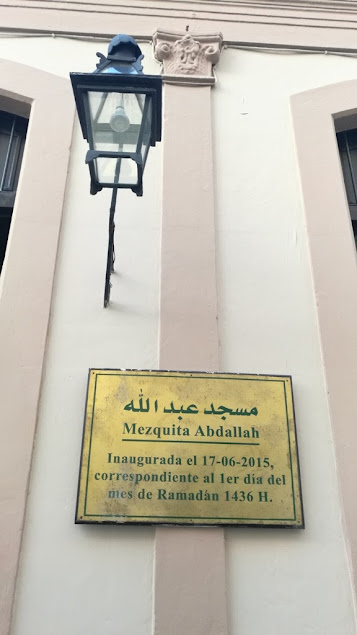 مسجد عبد الله
Mezquita Abdallah
Inaugurada el 17-06-2015,
correspondiente al 1er día del
mes de Ramadán 1436 H.